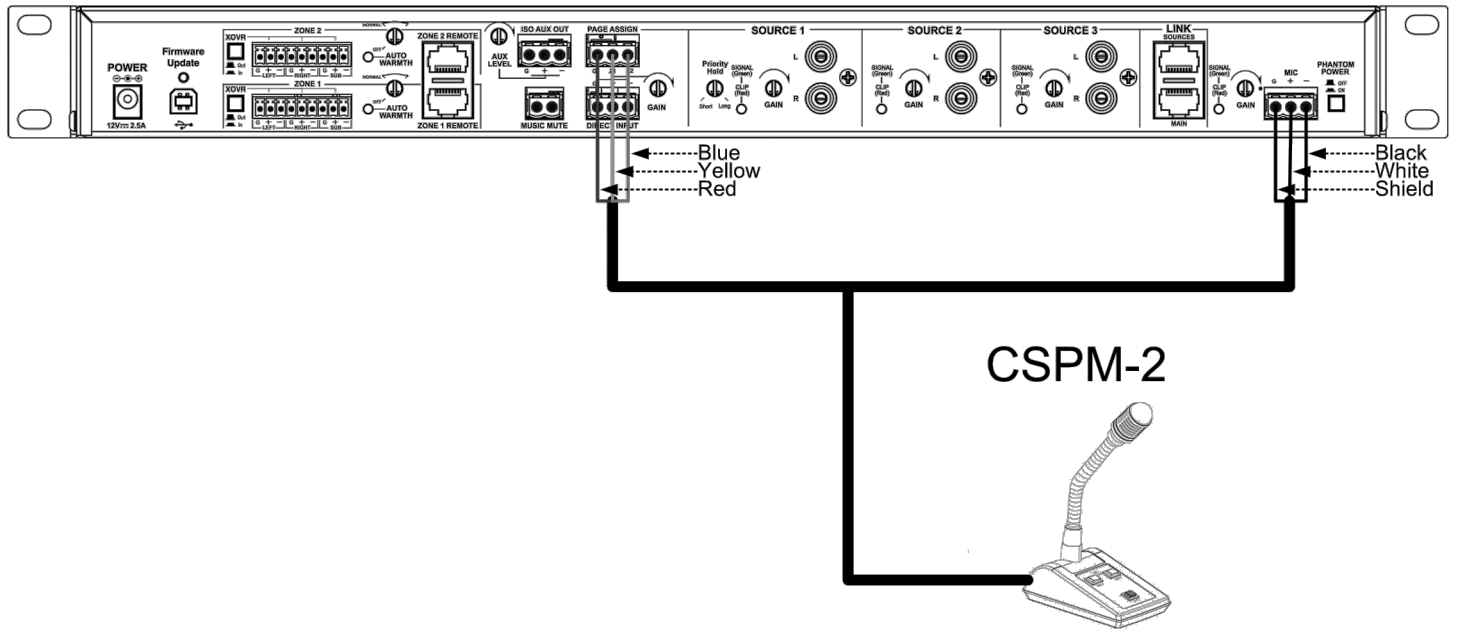 POWER
12V⎓ 2.5A
Firmware
Update
XOVR
Out
In
ZONE 2
G + − G + − G + −
LEFT RIGHT SUB
NORMAL
OFF
AUTO
WARMTH
XOVR
Out
In
ZONE 1
G + − G + − G + −
LEFT RIGHT SUB
NORMAL
OFF
AUTO
WARMTH
ZONE 2 REMOTE
ZONE 1 REMOTE
AUX
LEVEL
ISO AUX OUT
G + −
MUSIC MUTE
PAGE ASSIGN
DIRECT INPUT
GAIN
SOURCE 1
Priority
Hold
Short Long
SIGNAL
(Green)
CLIP
(Red)
GAIN
L
R
SOURCE 2
SIGNAL
(Green)
CLIP
(Red)
GAIN
L
R
SOURCE 3
SIGNAL
(Green)
CLIP
(Red)
GAIN
L
R
LINK
SOURCES
MAIN
SIGNAL
(Green)
CLIP
(Red)
GAIN
MIC
G + −
PHANTOM
POWER
OFF
ON
Blue
Yellow
Red
Black
White
Shield
CSPM-2